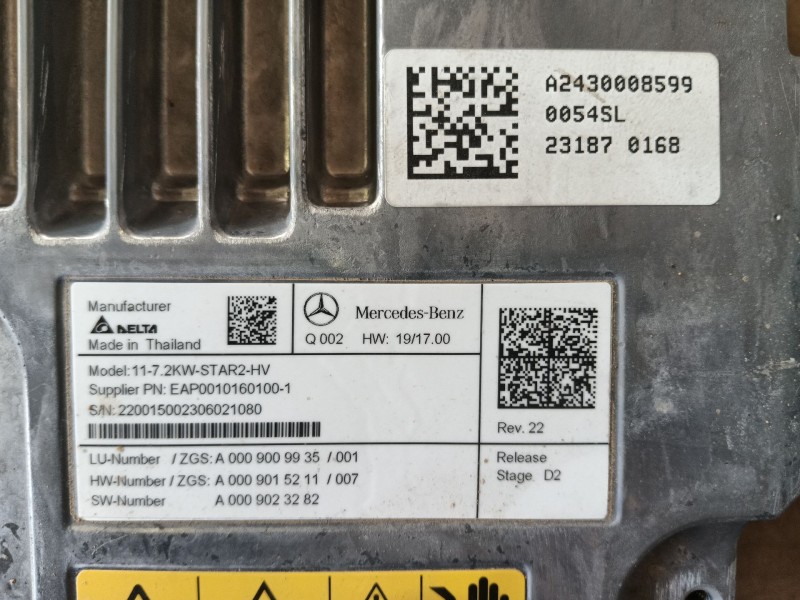 A2430008599
0054SL
23187 0168
Manufacturer
DELTA
Made in Thailand
Mercedes-Benz
Q 002 HW: 19/17.00
Model: 11-7.2KW-STAR2-HV
Supplier PN: EAP0010160100-1
S/N: 220015002306021080
Rev. 22
LU-Number / ZGS: A 000 900 99 35 / 001
HW-Number / ZGS: A 000 901 52 11 / 007
SW-Number A 000 902 32 82
Release
Stage D2